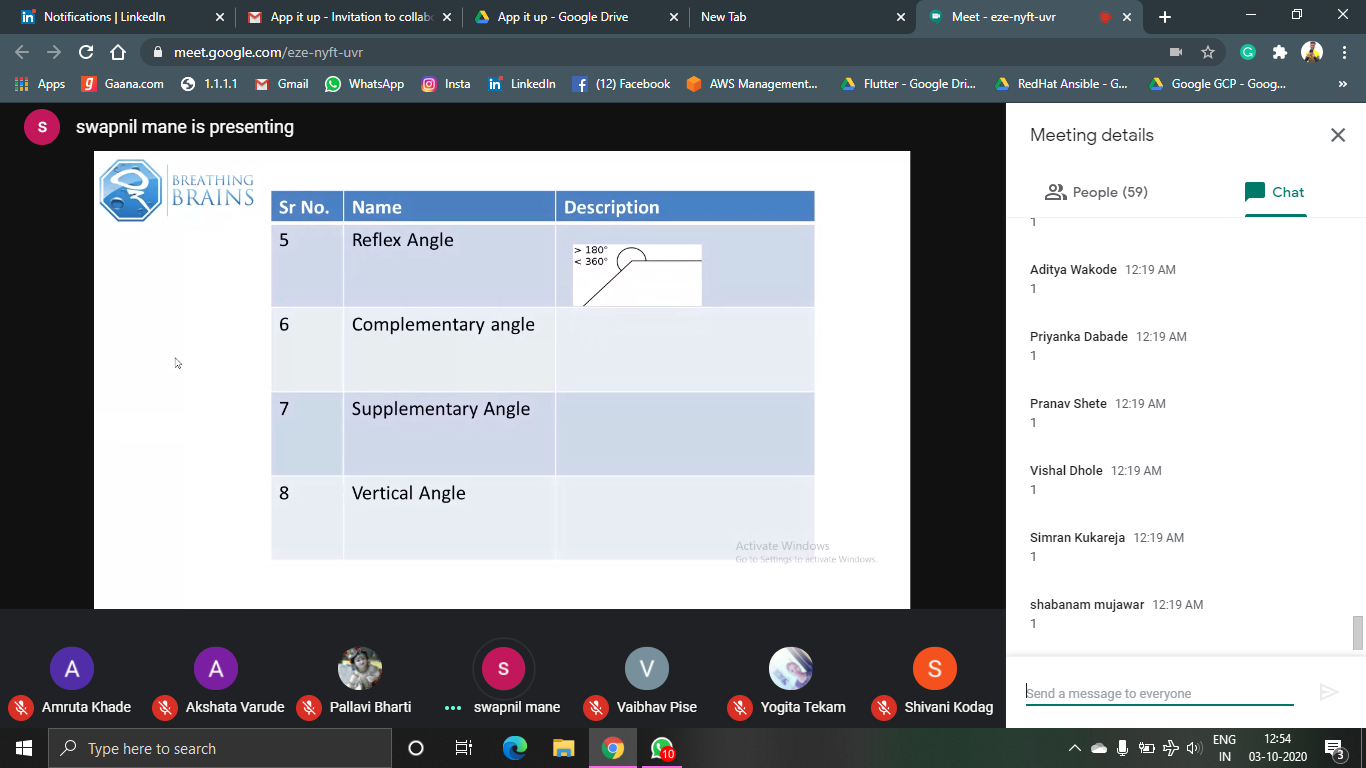 Notifications | LinkedIn
App it up - Invitation to collab
App it up - Google Drive
New Tab
Meet - eze-nyft-uvr
meet.google.com/eze-nyft-uvr
Apps
Gaana.com
1.1.1.1
Gmail
WhatsApp
Insta
LinkedIn
(12) Facebook
AWS Management...
Flutter - Google Dri...
RedHat Ansible - G...
Google GCP - Goog...
»
S
swapnil mane is presenting
BREATHING
BRAINS
Sr No. Name Description
5 Reflex Angle
> 180°
< 360°
6 Complementary angle
7 Supplementary Angle
8 Vertical Angle
Activate Windows
Go to Settings to activate Windows.
A
Amruta Khade
A
Akshata Varude
Pallavi Bharti
S
swapnil mane
V
Vaibhav Pise
Yogita Tekam
S
Shivani Kodag
Meeting details
People (59)
Chat
1
Aditya Wakode 12:19 AM
1
Priyanka Dabade 12:19 AM
1
Pranav Shete 12:19 AM
1
Vishal Dhole 12:19 AM
1
Simran Kukareja 12:19 AM
1
shabanam mujawar 12:19 AM
1
Send a message to everyone
Type here to search
10
ENG
IN
12:54
03-10-2020
3